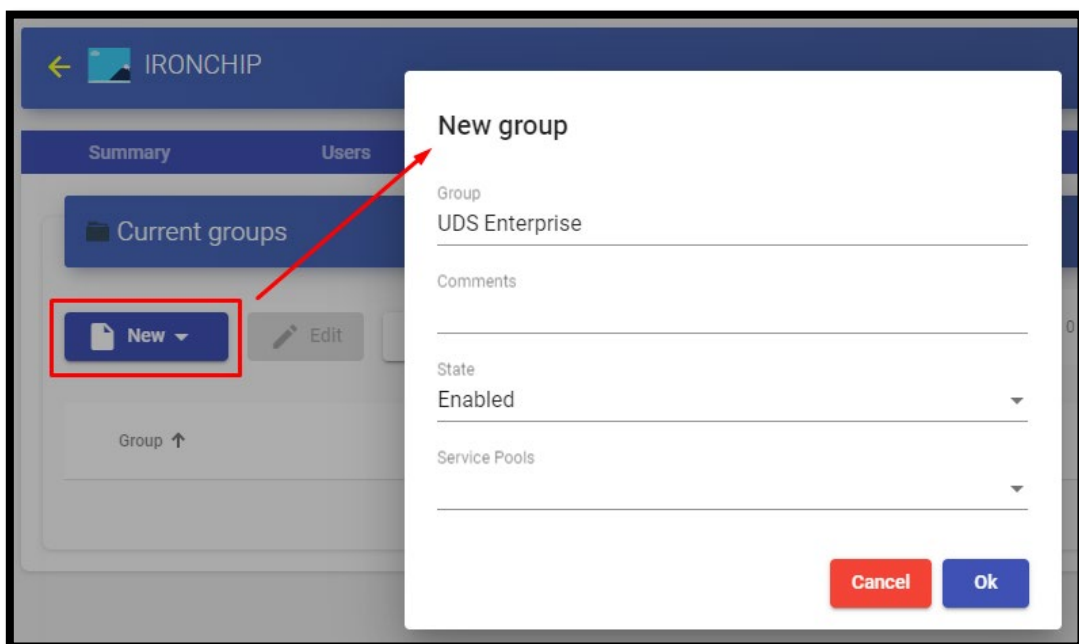 IRONCHIP
Summary Users
Current groups
New Edit
Group
New group
Group
UDS Enterprise
Comments
State
Enabled
Service Pools
Cancel Ok
0